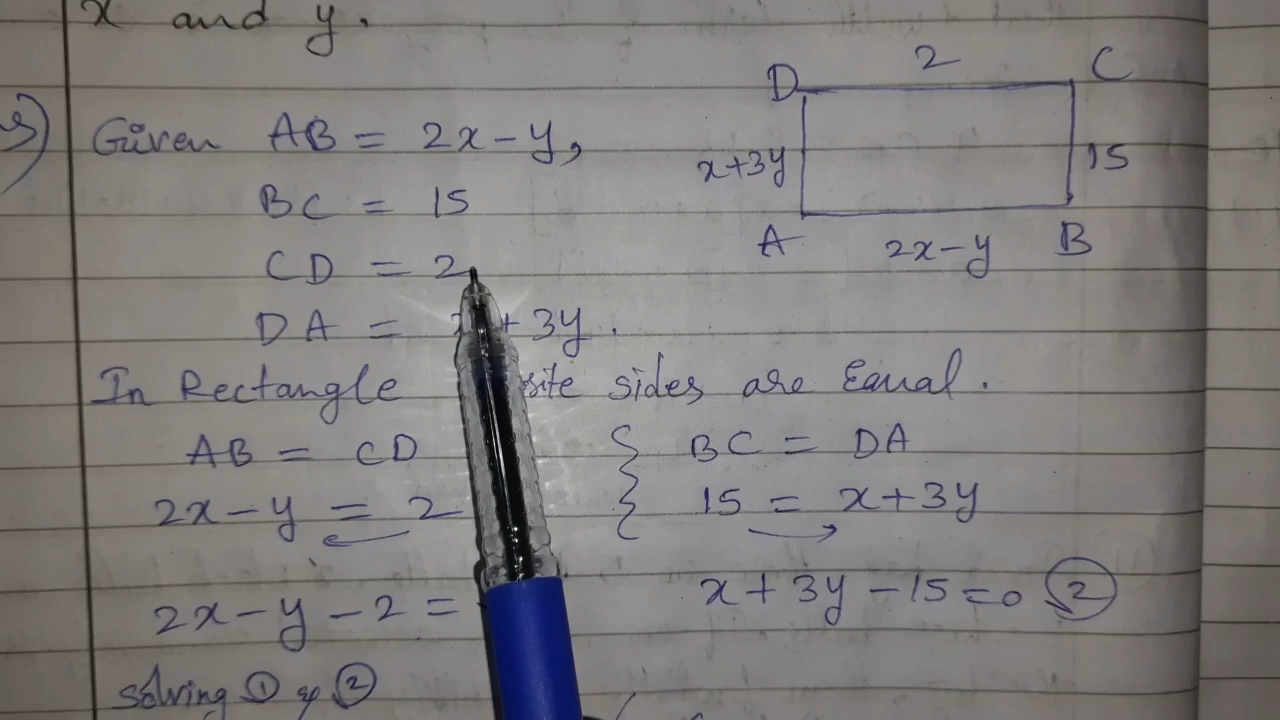 x and y.
Given AB = 2x - y,
BC = 15
CD = 2
DA = + 3y.
In Rectangle site sides are Equal.
AB = CD
2x - y = 2
2x - y - 2 =
BC = DA
15 = x + 3y
x + 3y - 15 = 0 ②
Solving ① & ②
D 2 C
x+3y 15
A 2x-y B